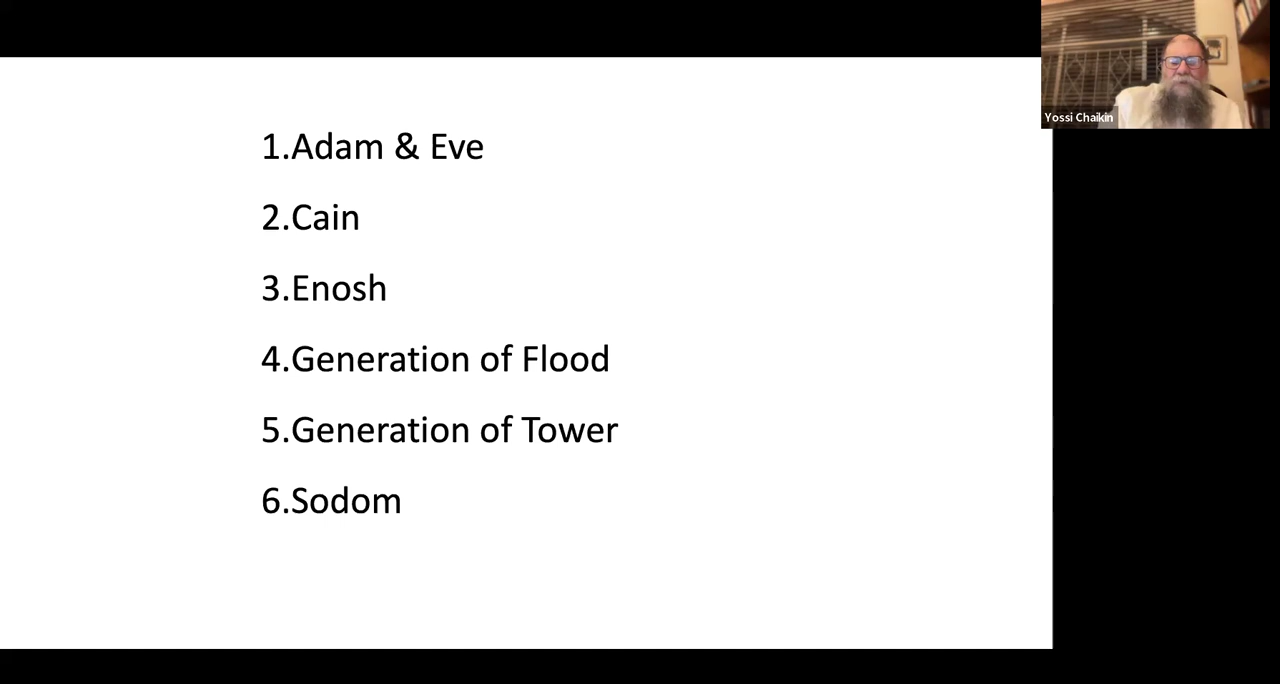 1.Adam & Eve
2.Cain
3.Enosh
4.Generation of Flood
5.Generation of Tower
6.Sodom
Yossi Chaikin